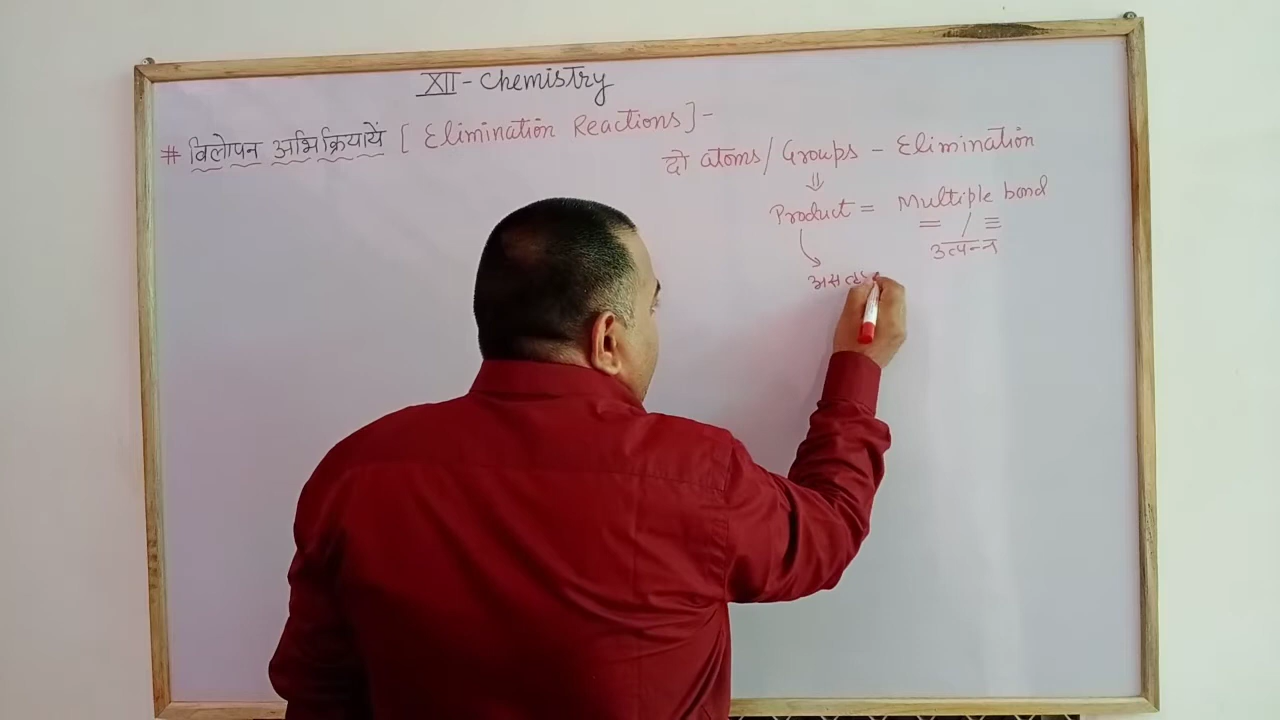 XII - Chemistry
# विलोपन अभिक्रियायें [ Elimination Reactions ] -
दो atoms / Groups - Elimination
⇓
Product = Multiple bond
= / ≡
उत्पन्न